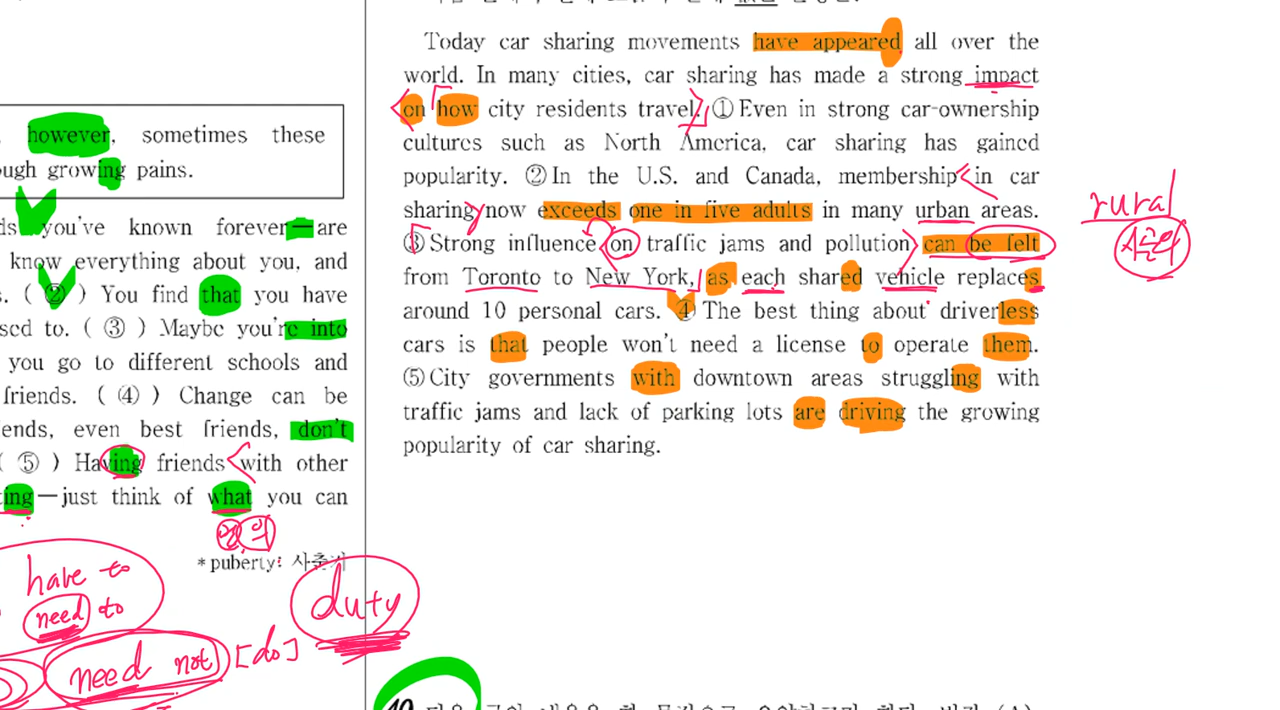 however, sometimes these
ough growing pains.
you've known forever—are
know everything about you, and
s. ( ② ) You find that you have
sed to. ( ③ ) Maybe you're into
you go to different schools and
friends. ( ④ ) Change can be
ends, even best friends, don't
( ⑤ ) Having friends with other
ting—just think of what you can
명 의
*puberty: 사춘기
have to
need to
need not [do]
duty
Today car sharing movements have appeared all over the
world. In many cities, car sharing has made a strong impact
on how city residents travel. ① Even in strong car-ownership
cultures such as North America, car sharing has gained
popularity. ② In the U.S. and Canada, membership in car
sharing now exceeds one in five adults in many urban areas.
③ Strong influence on traffic jams and pollution can be felt
from Toronto to New York, as each shared vehicle replaces
around 10 personal cars. ④ The best thing about driverless
cars is that people won't need a license to operate them.
⑤ City governments with downtown areas struggling with
traffic jams and lack of parking lots are driving the growing
popularity of car sharing.
rural
시골의